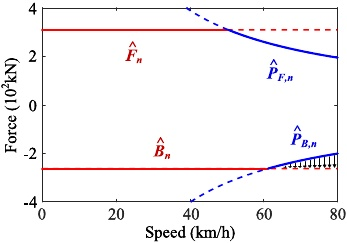 4
2
0
-2
-4
Force (10²kN)
F̂ₙ
P̂F,n
B̂ₙ
P̂B,n
0
20
40
60
80
Speed (km/h)